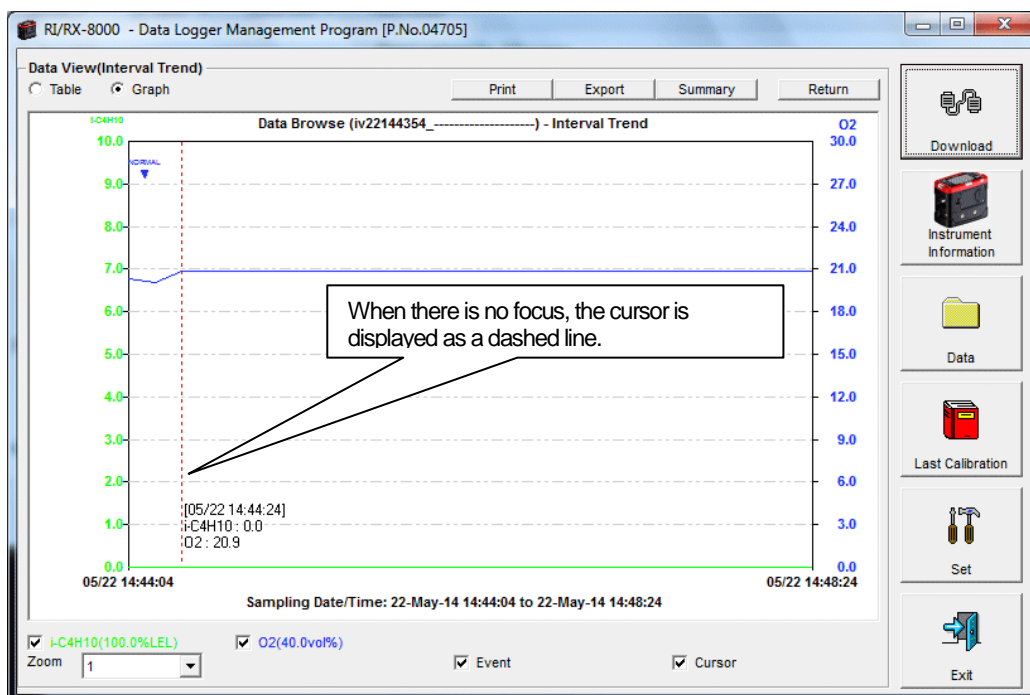 RI/RX-8000 - Data Logger Management Program [P.No.04705]
Data View(Interval Trend)
Table Graph Print Export Summary Return
Data Browse (iv22144354_--------------------) - Interval Trend
i-C4H10 O2
10.0 30.0
NORMAL
9.0 27.0
8.0 24.0
7.0 21.0
6.0 18.0
5.0 15.0
4.0 12.0
3.0 9.0
2.0 6.0
1.0 3.0
0.0 0.0
When there is no focus, the cursor is
displayed as a dashed line.
[05/22 14:44:24]
i-C4H10 : 0.0
O2 : 20.9
05/22 14:44:04 05/22 14:48:24
Sampling Date/Time: 22-May-14 14:44:04 to 22-May-14 14:48:24
i-C4H10(100.0%LEL) O2(40.0vol%)
Zoom 1 Event Cursor
Download
Instrument
Information
Data
Last Calibration
Set
Exit